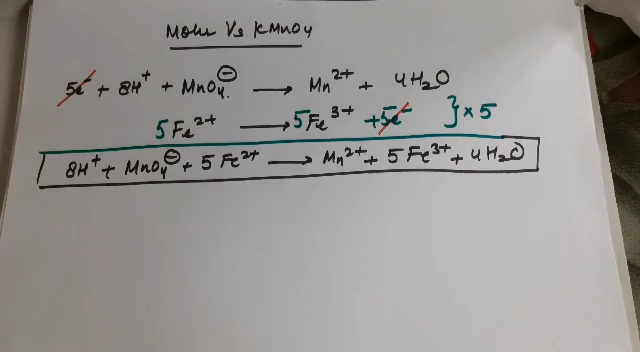 Mohr Vs KMnO₄
5e⁻ + 8H⁺ + MnO₄⁻ → Mn²⁺ + 4H₂O
5Fe²⁺ → 5Fe³⁺ + 5e⁻ } × 5
8H⁺ + MnO₄⁻ + 5Fe²⁺ → Mn²⁺ + 5Fe³⁺ + 4H₂O